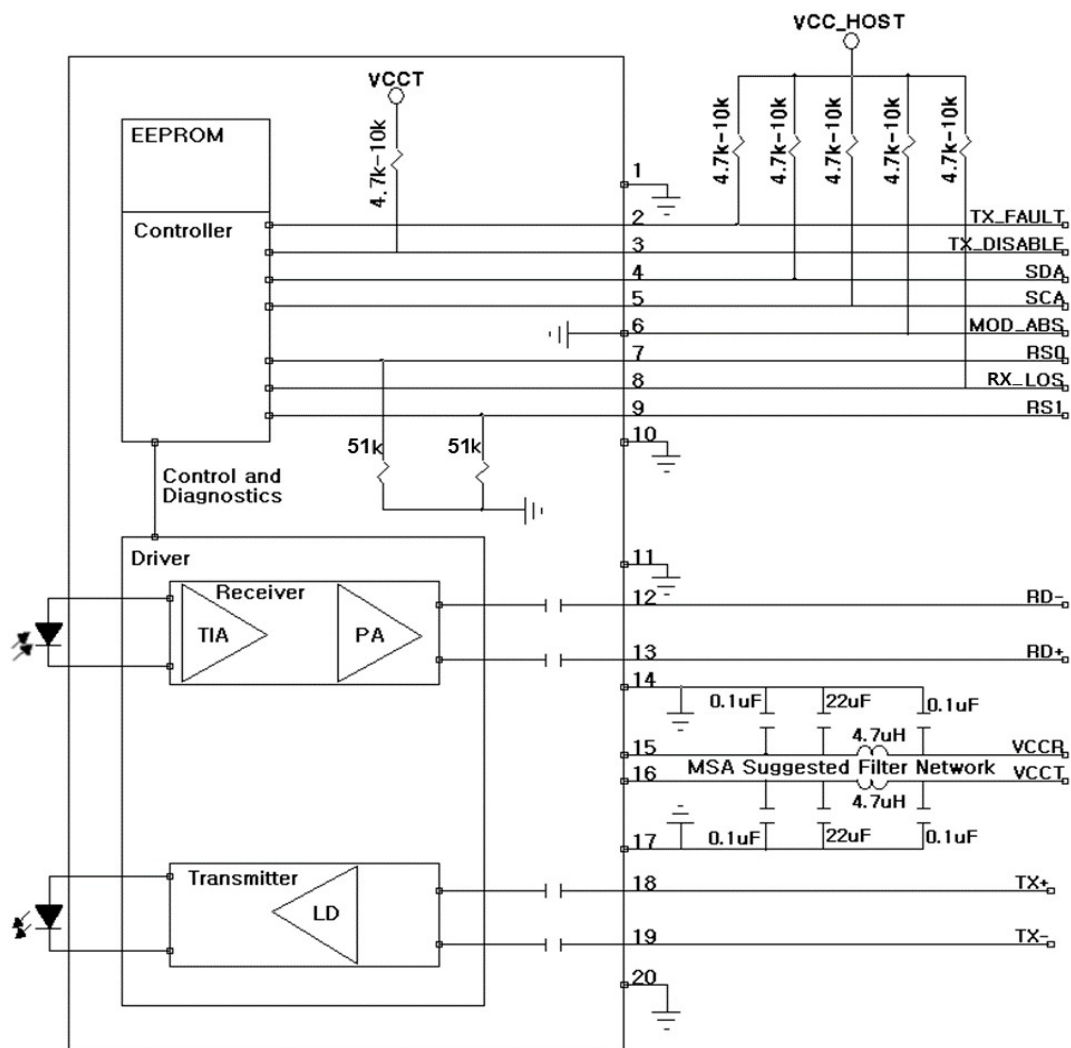 VCC_HOST
VCCT
4.7k-10k
4.7k-10k
4.7k-10k
4.7k-10k
4.7k-10k
4.7k-10k
EEPROM
Controller
1
2 TX_FAULT
3 TX_DISABLE
4 SDA
5 SCA
6 MOD_ABS
7 RS0
8 RX_LOS
9 RS1
10
51k 51k
Control and
Diagnostics
Driver
11
Receiver
12 RD-
TIA PA
13 RD+
14
0.1uF 22uF 0.1uF
4.7uH
15 VCCR
MSA Suggested Filter Network
16 VCCT
4.7uH
0.1uF 22uF 0.1uF
17
Transmitter
18 TX+
LD
19 TX-
20